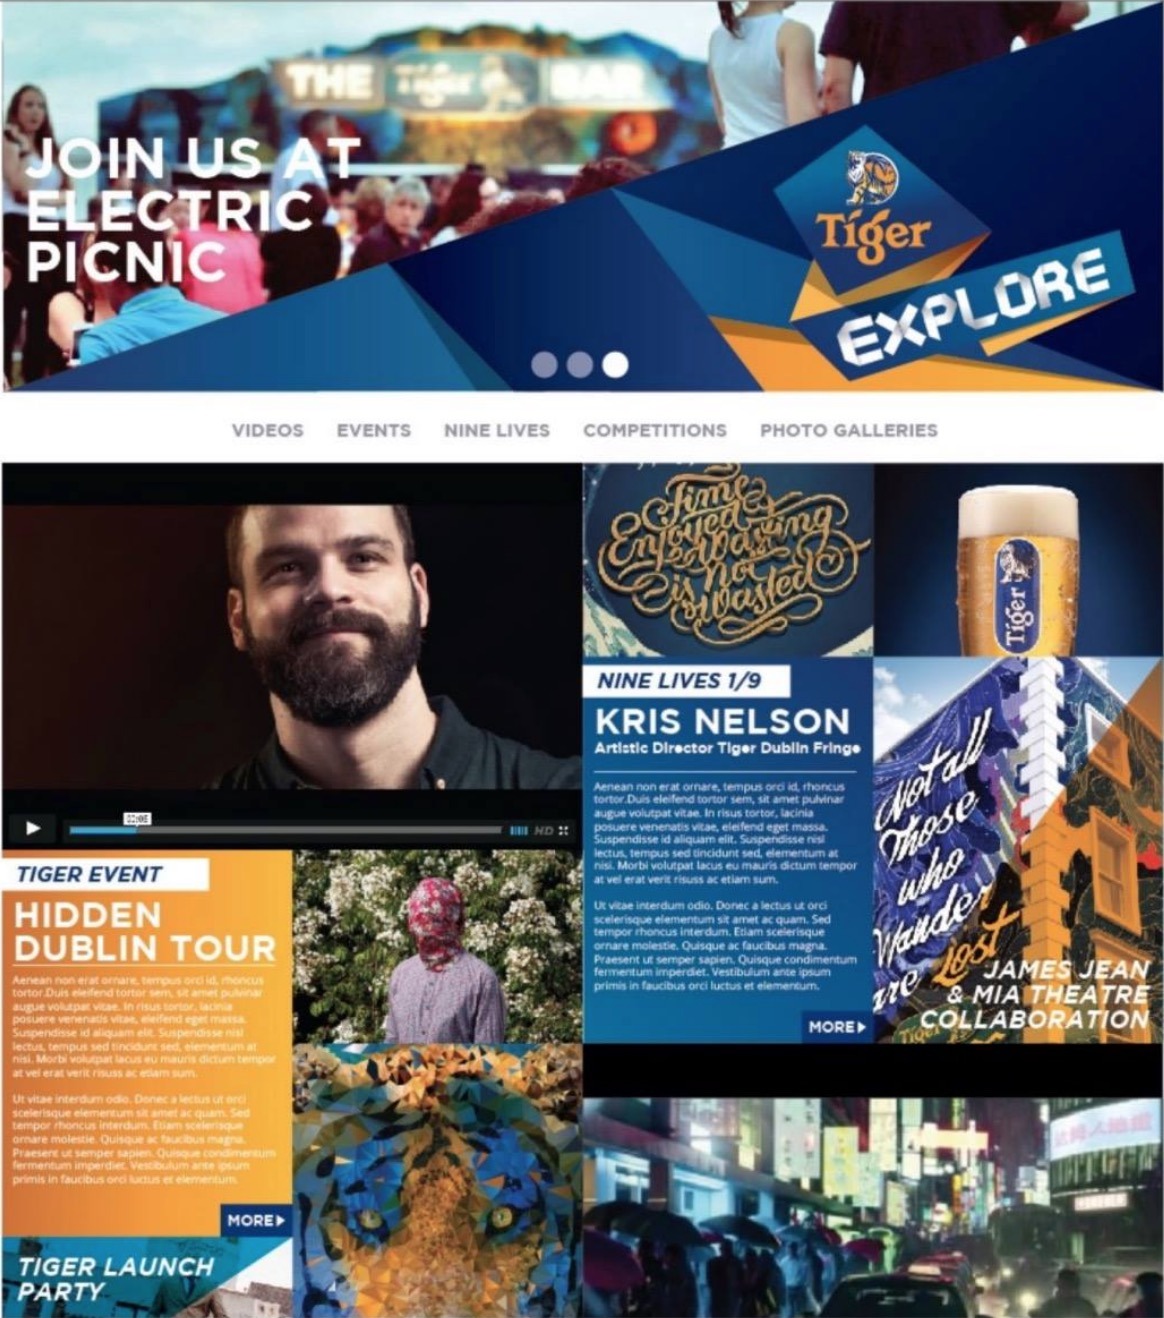 THE Tiger BAR
JOIN US AT
ELECTRIC
PICNIC
Tiger
EXPLORE
VIDEOS EVENTS NINE LIVES COMPETITIONS PHOTO GALLERIES
Time
Enjoyed
Wasting
is Not
Wasted
Tiger
NINE LIVES 1/9
KRIS NELSON
Artistic Director Tiger Dublin Fringe
Aenean non erat ornare, tempus orci id, rhoncus
tortor.Duis eleifend tortor sem, sit amet pulvinar
augue volutpat vitae. In risus tortor, lacinia
posuere venenatis vitae, eleifend eget massa.
Suspendisse id aliquam elit. Suspendisse nisl
lectus, tempus sed tincidunt sed, elementum at
nisi. Morbi volutpat lacus eu mauris dictum tempor
at vel erat verit risuss ac etiam sum.
Ut vitae interdum odio. Donec a lectus ut orci
scelerisque elementum sit amet ac quam. Sed
tempor rhoncus interdum. Etiam scelerisque
ornare molestie. Quisque ac faucibus magna.
Praesent ut semper sapien. Quisque condimentum
fermentum imperdiet. Vestibulum ante ipsum
primis in faucibus orci luctus et elementum.
MORE
Not all
Those
who
Wander
are Lost
JAMES JEAN
& MIA THEATRE
COLLABORATION
HD
TIGER EVENT
HIDDEN
DUBLIN TOUR
Aenean non erat ornare, tempus orci id, rhoncus
tortor.Duis eleifend tortor sem, sit amet pulvinar
augue volutpat vitae. In risus tortor, lacinia
posuere venenatis vitae, eleifend eget massa.
Suspendisse id aliquam elit. Suspendisse nisl
lectus, tempus sed tincidunt sed, elementum at
nisi. Morbi volutpat lacus eu mauris dictum tempor
at vel erat verit risuss ac etiam sum.
Ut vitae interdum odio. Donec a lectus ut orci
scelerisque elementum sit amet ac quam. Sed
tempor rhoncus interdum. Etiam scelerisque
ornare molestie. Quisque ac faucibus magna.
Praesent ut semper sapien. Quisque condimentum
fermentum imperdiet. Vestibulum ante ipsum
primis in faucibus orci luctus et elementum.
MORE
TIGER LAUNCH
PARTY